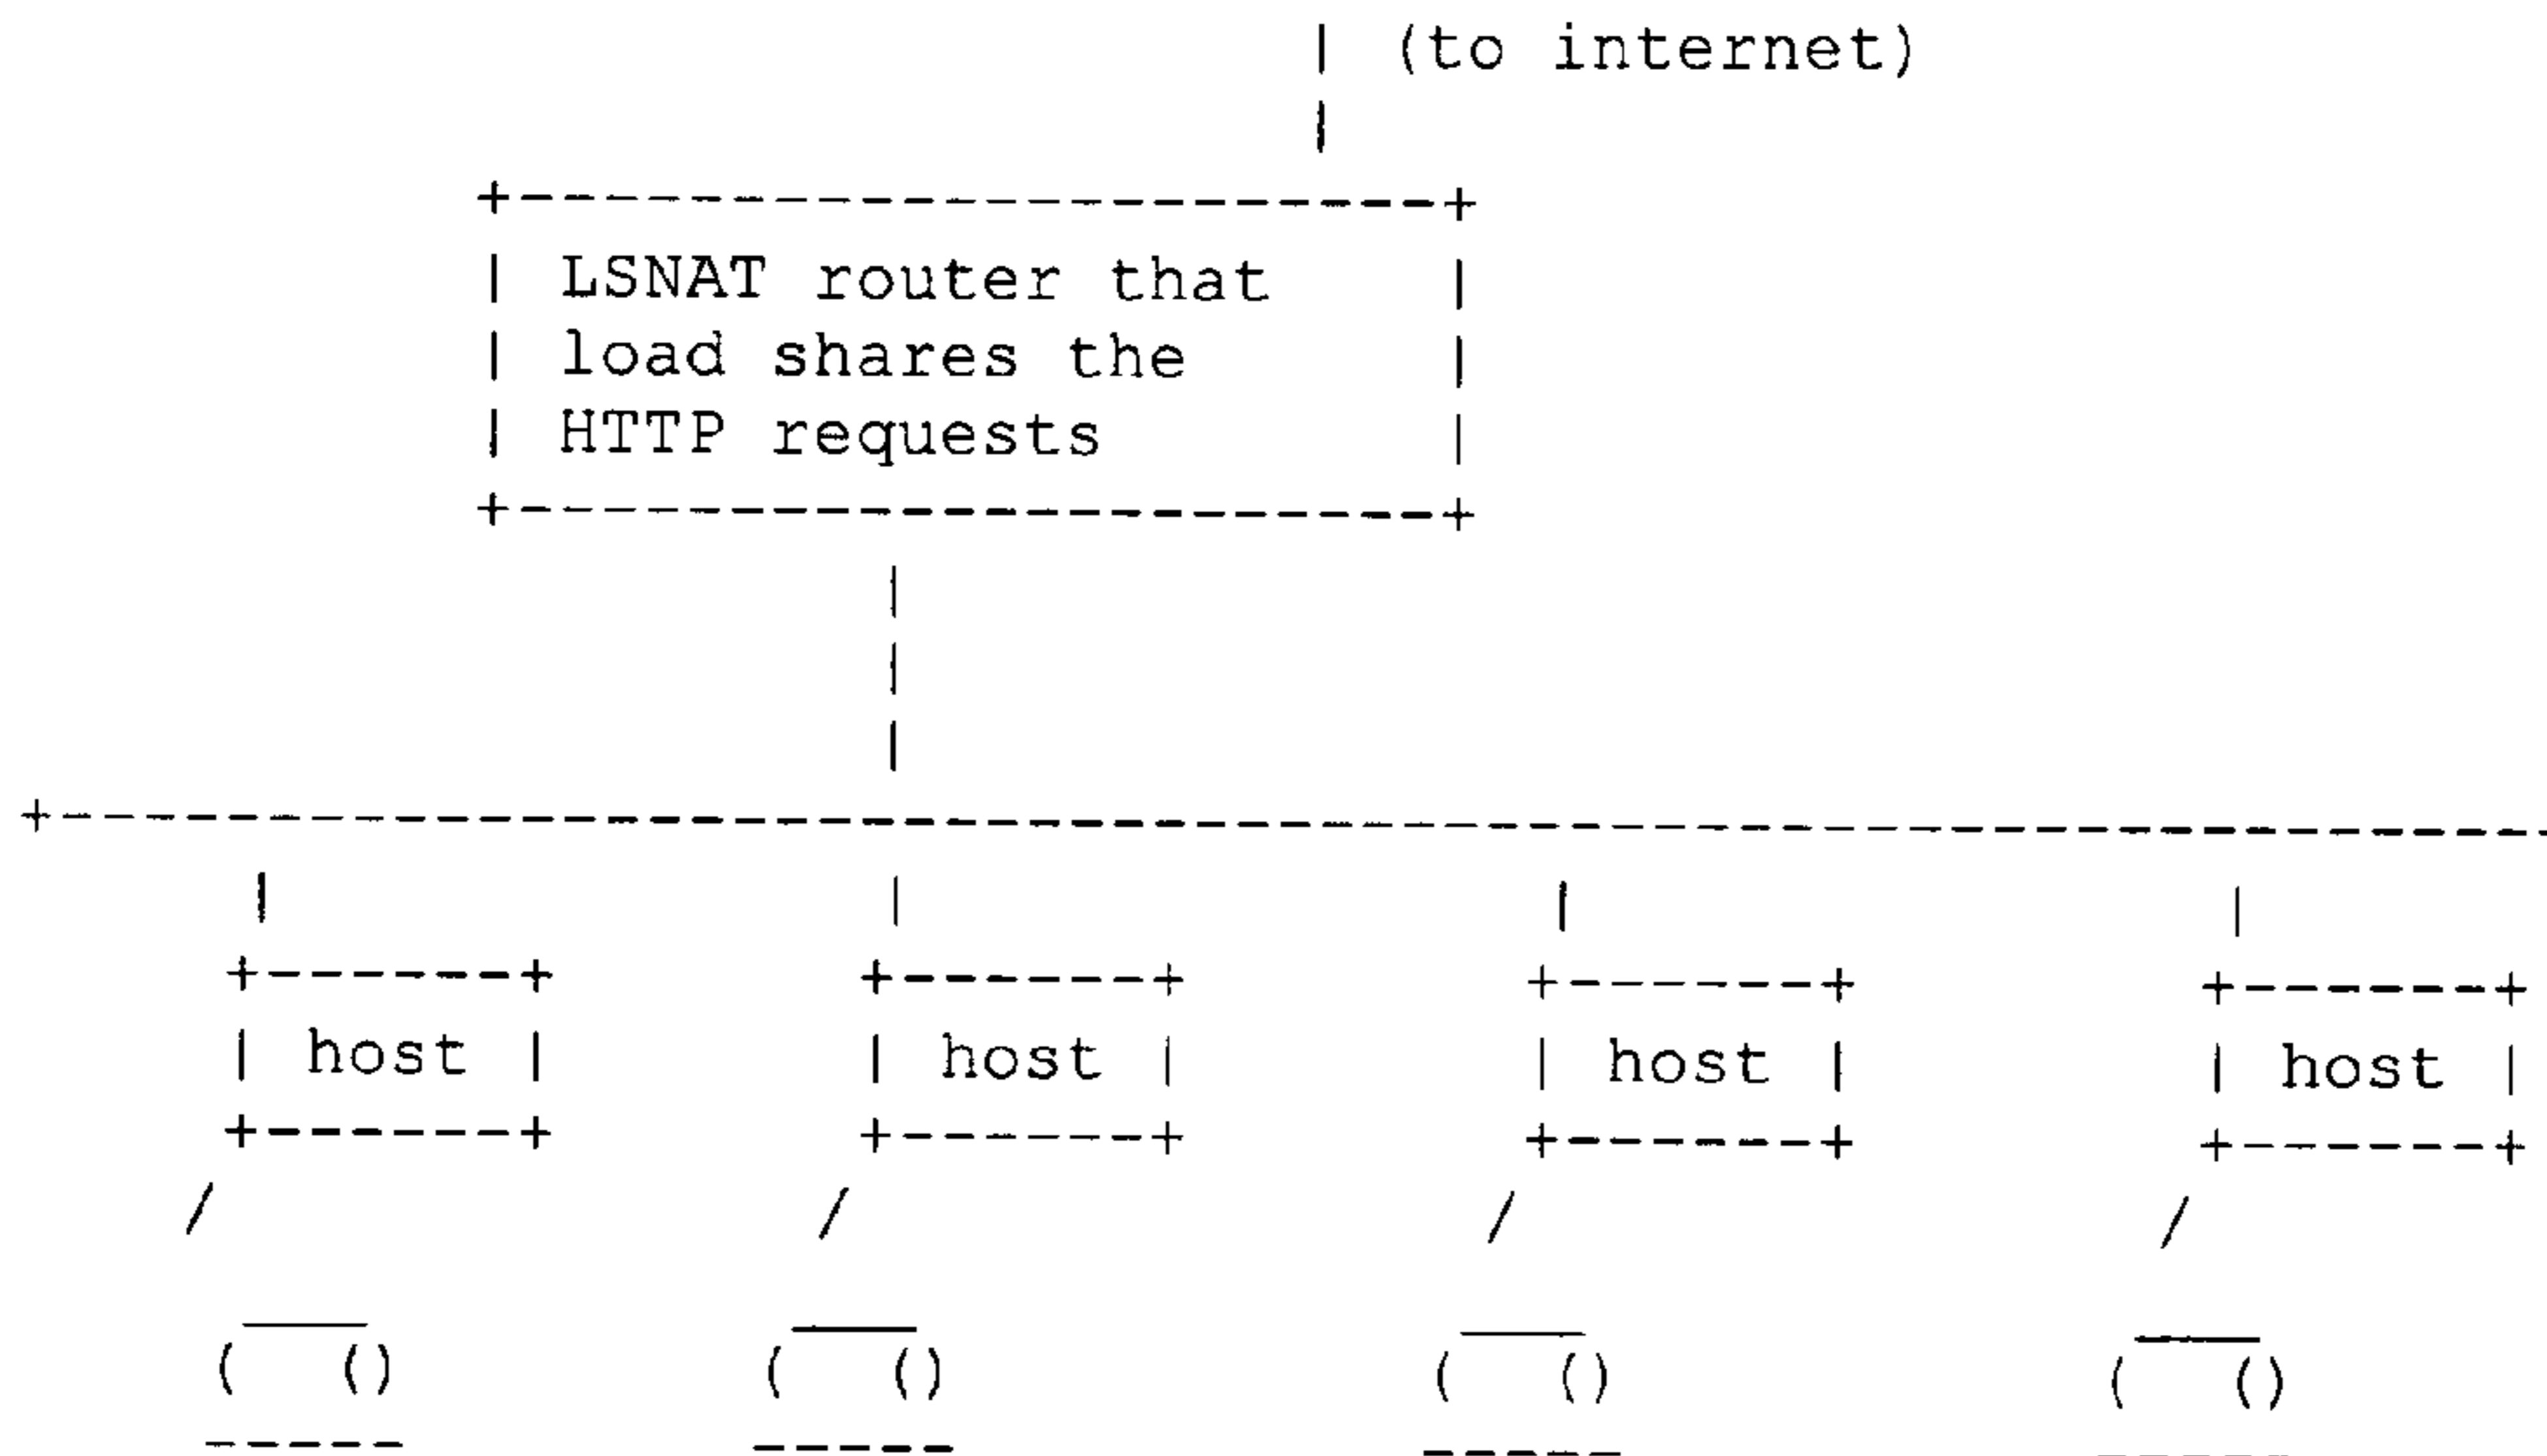 (to internet)
LSNAT router that
load shares the
HTTP requests
host host host host